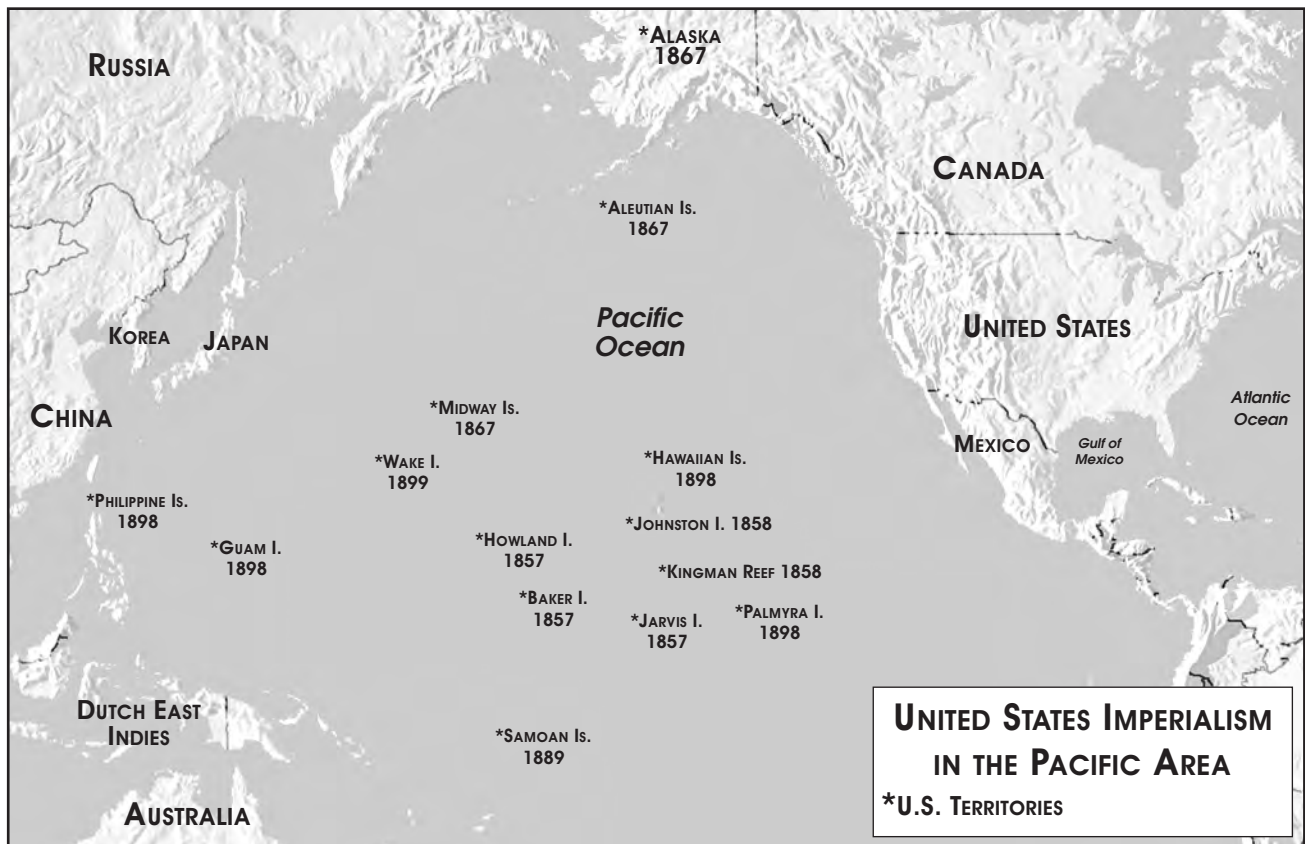 *Alaska
1867
Russia
Canada
*Aleutian Is.
1867
Pacific
Ocean
United States
Korea
Japan
China
Atlantic
Ocean
*Midway Is.
1867
Mexico
Gulf of
Mexico
*Wake I.
1899
*Hawaiian Is.
1898
*Philippine Is.
1898
*Johnston I. 1858
*Guam I.
1898
*Howland I.
1857
*Kingman Reef 1858
*Baker I.
1857
*Jarvis I.
1857
*Palmyra I.
1898
Dutch East
Indies
*Samoan Is.
1889
Australia
United States Imperialism
in the Pacific Area
*U.S. Territories